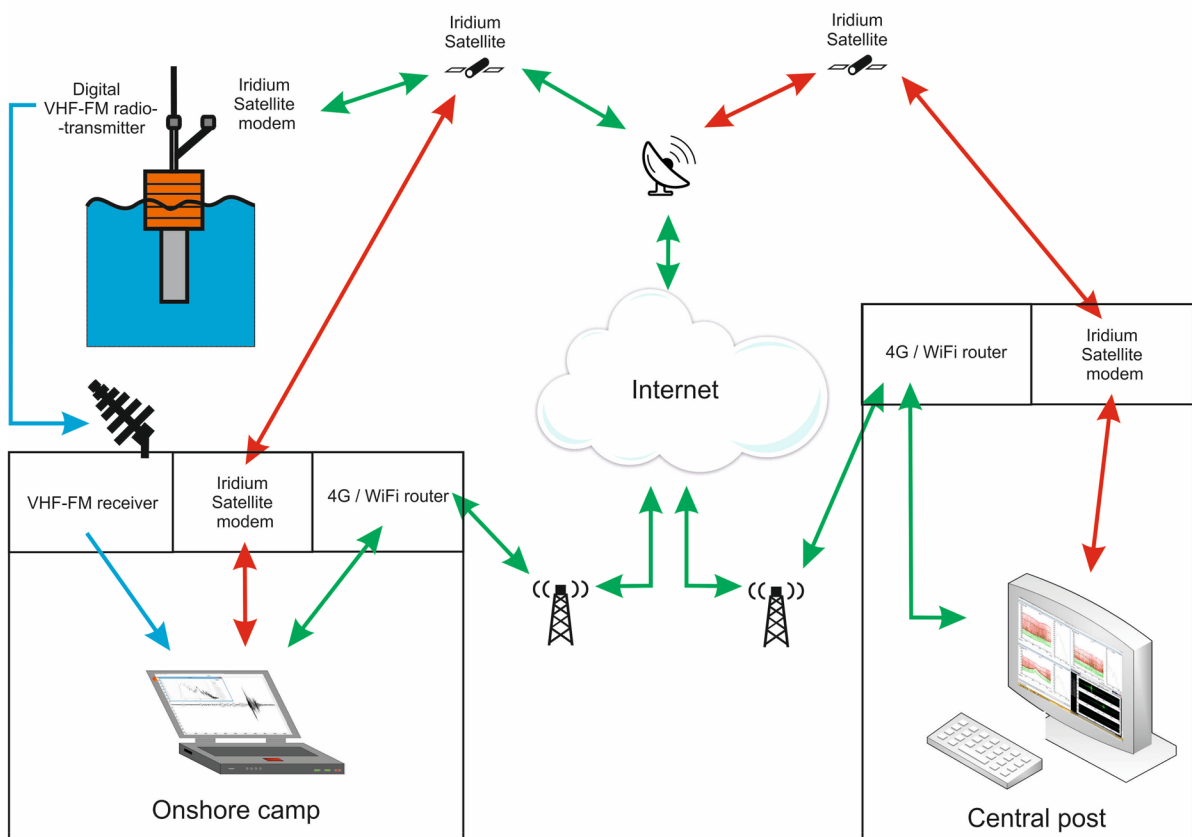 Iridium
Satellite
Iridium
Satellite
Digital
VHF-FM radio-
-transmitter
Iridium
Satellite
modem
Internet
4G / WiFi router
Iridium
Satellite
modem
VHF-FM receiver
Iridium
Satellite
modem
4G / WiFi router
Onshore camp
Central post